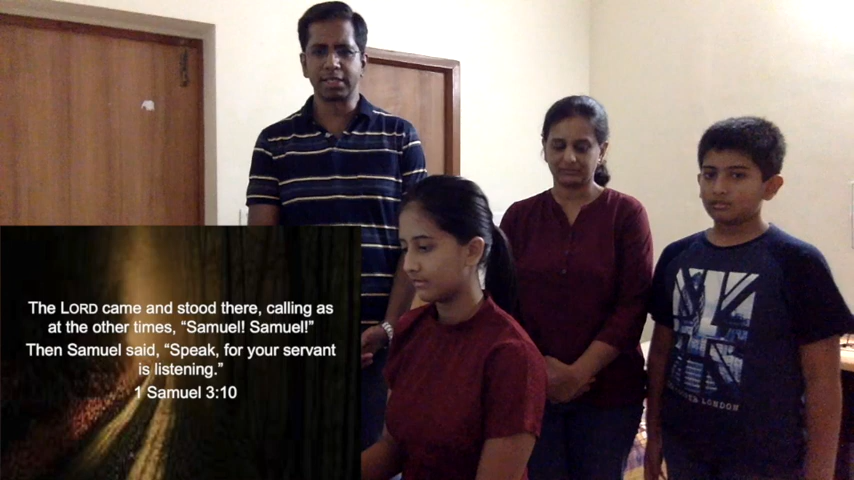 The LORD came and stood there, calling as
at the other times, “Samuel! Samuel!”
Then Samuel said, “Speak, for your servant
is listening.”
1 Samuel 3:10
LONDON